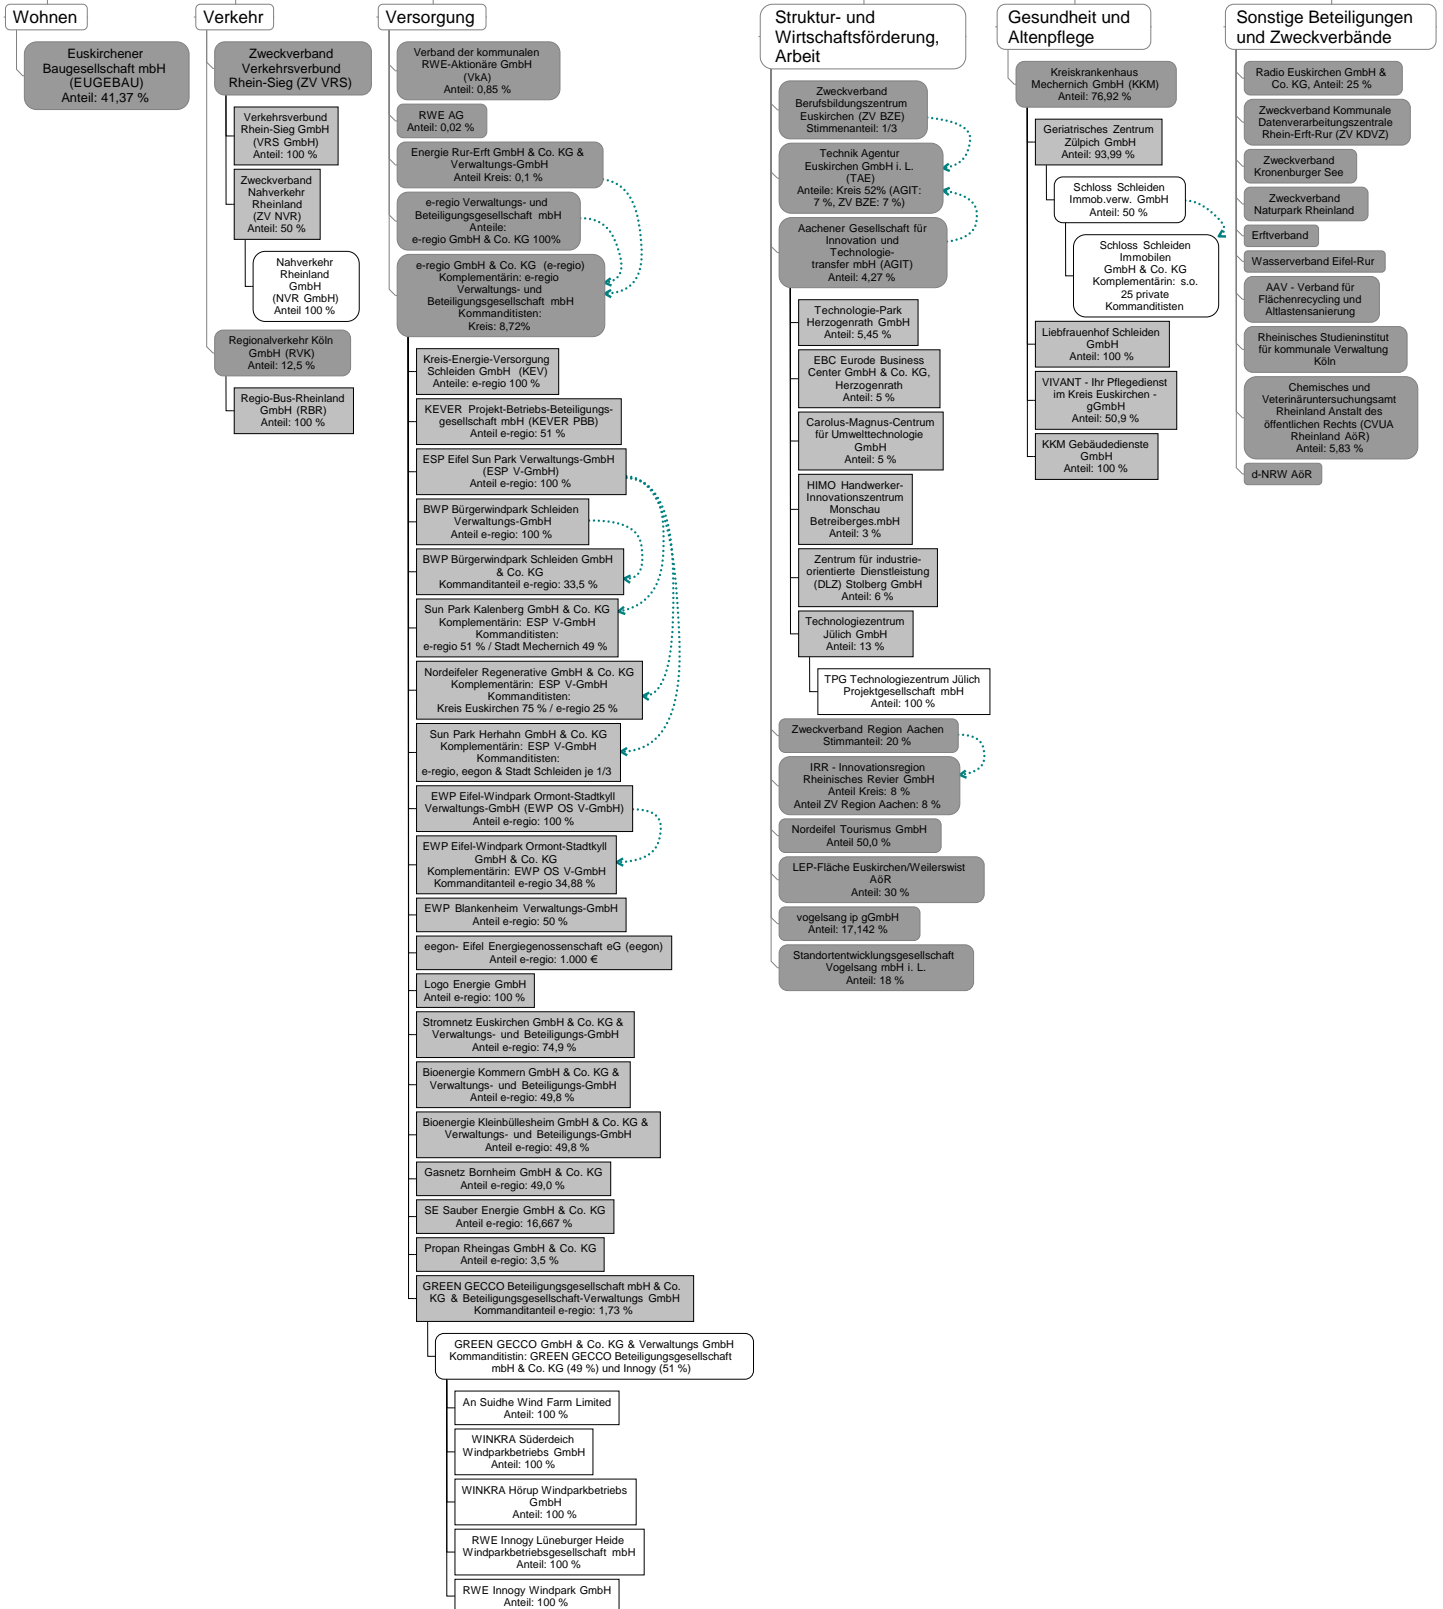 Wohnen
Euskirchener
Baugesellschaft mbH
(EUGEBAU)
Anteil: 41,37 %
Verkehr
Zweckverband
Verkehrsverbund
Rhein-Sieg (ZV VRS)
Verkehrsverbund
Rhein-Sieg GmbH
(VRS GmbH)
Anteil: 100 %
Zweckverband
Nahverkehr
Rheinland
(ZV NVR)
Anteil: 50 %
Nahverkehr
Rheinland
GmbH
(NVR GmbH)
Anteil 100 %
Regionalverkehr Köln
GmbH (RVK)
Anteil: 12,5 %
Regio-Bus-Rheinland
GmbH (RBR)
Anteil: 100 %
Versorgung
Verband der kommunalen
RWE-Aktionäre GmbH
(VkA)
Anteil: 0,85 %
RWE AG
Anteil: 0,02 %
Energie Rur-Erft GmbH & Co. KG &
Verwaltungs-GmbH
Anteil Kreis: 0,1 %
e-regio Verwaltungs- und
Beteiligungsgesellschaft mbH
Anteile:
e-regio GmbH & Co. KG 100%
e-regio GmbH & Co. KG (e-regio)
Komplementärin: e-regio
Verwaltungs- und
Beteiligungsgesellschaft mbH
Kommanditisten:
Kreis: 8,72%
Kreis-Energie-Versorgung
Schleiden GmbH (KEV)
Anteile: e-regio 100 %
KEVER Projekt-Betriebs-Beteiligungs-
gesellschaft mbH (KEVER PBB)
Anteil e-regio: 51 %
ESP Eifel Sun Park Verwaltungs-GmbH
(ESP V-GmbH)
Anteil e-regio: 100 %
BWP Bürgerwindpark Schleiden
Verwaltungs-GmbH
Anteil e-regio: 100 %
BWP Bürgerwindpark Schleiden GmbH
& Co. KG
Kommanditanteil e-regio: 33,5 %
Sun Park Kalenberg GmbH & Co. KG
Komplementärin: ESP V-GmbH
Kommanditisten:
e-regio 51 % / Stadt Mechernich 49 %
Nordeifeler Regenerative GmbH & Co. KG
Komplementärin: ESP V-GmbH
Kommanditisten:
Kreis Euskirchen 75 % / e-regio 25 %
Sun Park Herhahn GmbH & Co. KG
Komplementärin: ESP V-GmbH
Kommanditisten:
e-regio, eegon & Stadt Schleiden je 1/3
EWP Eifel-Windpark Ormont-Stadtkyll
Verwaltungs-GmbH (EWP OS V-GmbH)
Anteil e-regio: 100 %
EWP Eifel-Windpark Ormont-Stadtkyll
GmbH & Co. KG
Komplementärin: EWP OS V-GmbH
Kommanditanteil e-regio 34,88 %
EWP Blankenheim Verwaltungs-GmbH
Anteil e-regio: 50 %
eegon- Eifel Energiegenossenschaft eG (eegon)
Anteil e-regio: 1.000 €
Logo Energie GmbH
Anteil e-regio: 100 %
Stromnetz Euskirchen GmbH & Co. KG &
Verwaltungs- und Beteiligungs-GmbH
Anteil e-regio: 74,9 %
Bioenergie Kommern GmbH & Co. KG &
Verwaltungs- und Beteiligungs-GmbH
Anteil e-regio: 49,8 %
Bioenergie Kleinbüllesheim GmbH & Co. KG &
Verwaltungs- und Beteiligungs-GmbH
Anteil e-regio: 49,8 %
Gasnetz Bornheim GmbH & Co. KG
Anteil e-regio: 49,0 %
SE Sauber Energie GmbH & Co. KG
Anteil e-regio: 16,667 %
Propan Rheingas GmbH & Co. KG
Anteil e-regio: 3,5 %
GREEN GECCO Beteiligungsgesellschaft mbH & Co.
KG & Beteiligungsgesellschaft-Verwaltungs GmbH
Kommanditanteil e-regio: 1,73 %
GREEN GECCO GmbH & Co. KG & Verwaltungs GmbH
Kommanditistin: GREEN GECCO Beteiligungsgesellschaft
mbH & Co. KG (49 %) und Innogy (51 %)
An Suidhe Wind Farm Limited
Anteil: 100 %
WINKRA Süderdeich
Windparkbetriebs GmbH
Anteil: 100 %
WINKRA Hörup Windparkbetriebs
GmbH
Anteil: 100 %
RWE Innogy Lüneburger Heide
Windparkbetriebsgesellschaft mbH
Anteil: 100 %
RWE Innogy Windpark GmbH
Anteil: 100 %
Struktur- und
Wirtschaftsförderung,
Arbeit
Zweckverband
Berufsbildungszentrum
Euskirchen (ZV BZE)
Stimmenanteil: 1/3
Technik Agentur
Euskirchen GmbH i. L.
(TAE)
Anteile: Kreis 52% (AGIT:
7 %, ZV BZE: 7 %)
Aachener Gesellschaft für
Innovation und
Technologie-
transfer mbH (AGIT)
Anteil: 4,27 %
Technologie-Park
Herzogenrath GmbH
Anteil: 5,45 %
EBC Eurode Business
Center GmbH & Co. KG,
Herzogenrath
Anteil: 5 %
Carolus-Magnus-Centrum
für Umwelttechnologie
GmbH
Anteil: 5 %
HIMO Handwerker-
Innovationszentrum
Monschau
Betreiberges.mbH
Anteil: 3 %
Zentrum für industrie-
orientierte Dienstleistung
(DLZ) Stolberg GmbH
Anteil: 6 %
Technologiezentrum
Jülich GmbH
Anteil: 13 %
TPG Technologiezentrum Jülich
Projektgesellschaft mbH
Anteil: 100 %
Zweckverband Region Aachen
Stimmanteil: 20 %
IRR - Innovationsregion
Rheinisches Revier GmbH
Anteil Kreis: 8 %
Anteil ZV Region Aachen: 8 %
Nordeifel Tourismus GmbH
Anteil 50,0 %
LEP-Fläche Euskirchen/Weilerswist
AöR
Anteil: 30 %
vogelsang ip gGmbH
Anteil: 17,142 %
Standortentwicklungsgesellschaft
Vogelsang mbH i. L.
Anteil: 18 %
Gesundheit und
Altenpflege
Kreiskrankenhaus
Mechernich GmbH (KKM)
Anteil: 76,92 %
Geriatrisches Zentrum
Zülpich GmbH
Anteil: 93,99 %
Schloss Schleiden
Immob.verw. GmbH
Anteil: 50 %
Schloss Schleiden
Immobilen
GmbH & Co. KG
Komplementärin: s.o.
25 private
Kommanditisten
Liebfrauenhof Schleiden
GmbH
Anteil: 100 %
VIVANT - Ihr Pflegedienst
im Kreis Euskirchen -
gGmbH
Anteil: 50,9 %
KKM Gebäudedienste
GmbH
Anteil: 100 %
Sonstige Beteiligungen
und Zweckverbände
Radio Euskirchen GmbH &
Co. KG, Anteil: 25 %
Zweckverband Kommunale
Datenverarbeitungszentrale
Rhein-Erft-Rur (ZV KDVZ)
Zweckverband
Kronenburger See
Zweckverband
Naturpark Rheinland
Erftverband
Wasserverband Eifel-Rur
AAV - Verband für
Flächenrecycling und
Altlastensanierung
Rheinisches Studieninstitut
für kommunale Verwaltung
Köln
Chemisches und
Veterinäruntersuchungsamt
Rheinland Anstalt des
öffentlichen Rechts (CVUA
Rheinland AöR)
Anteil: 5,83 %
d-NRW AöR